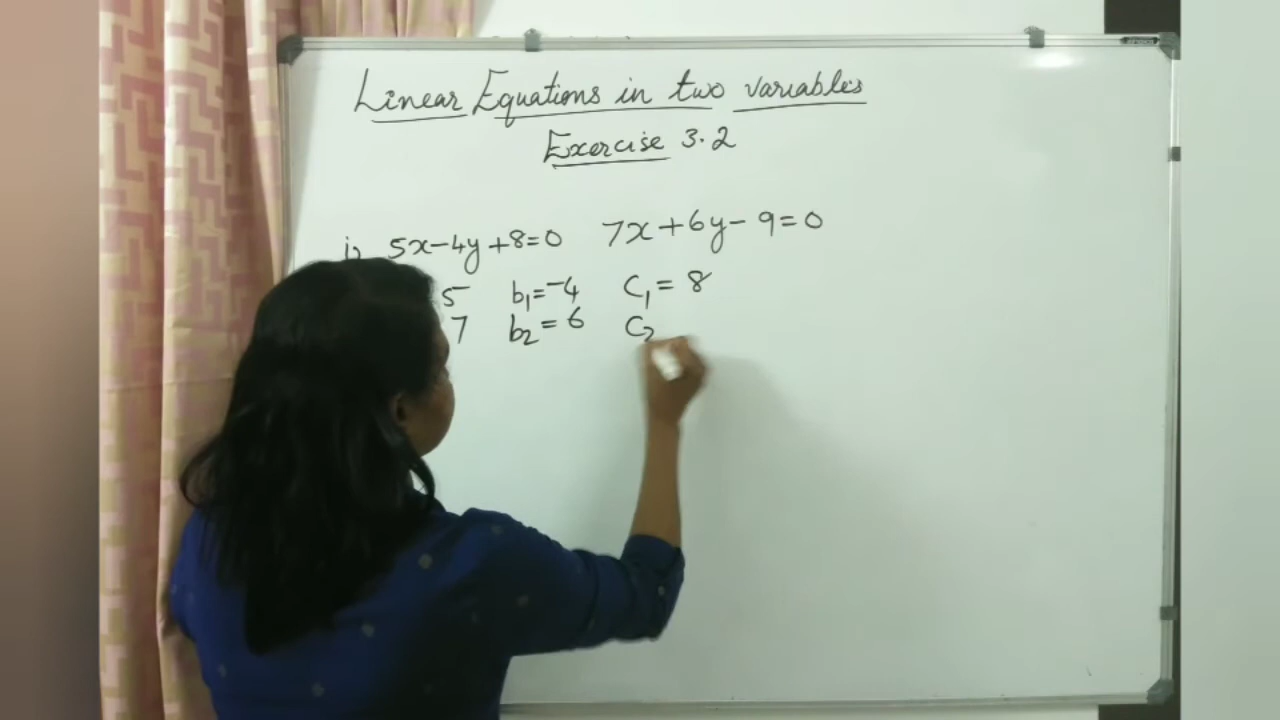 Linear Equations in two variables
Exercise 3.2
i) 5x-4y+8=0 7x+6y-9=0
5 b₁=-4 C₁=8
7 b₂=6 C₂